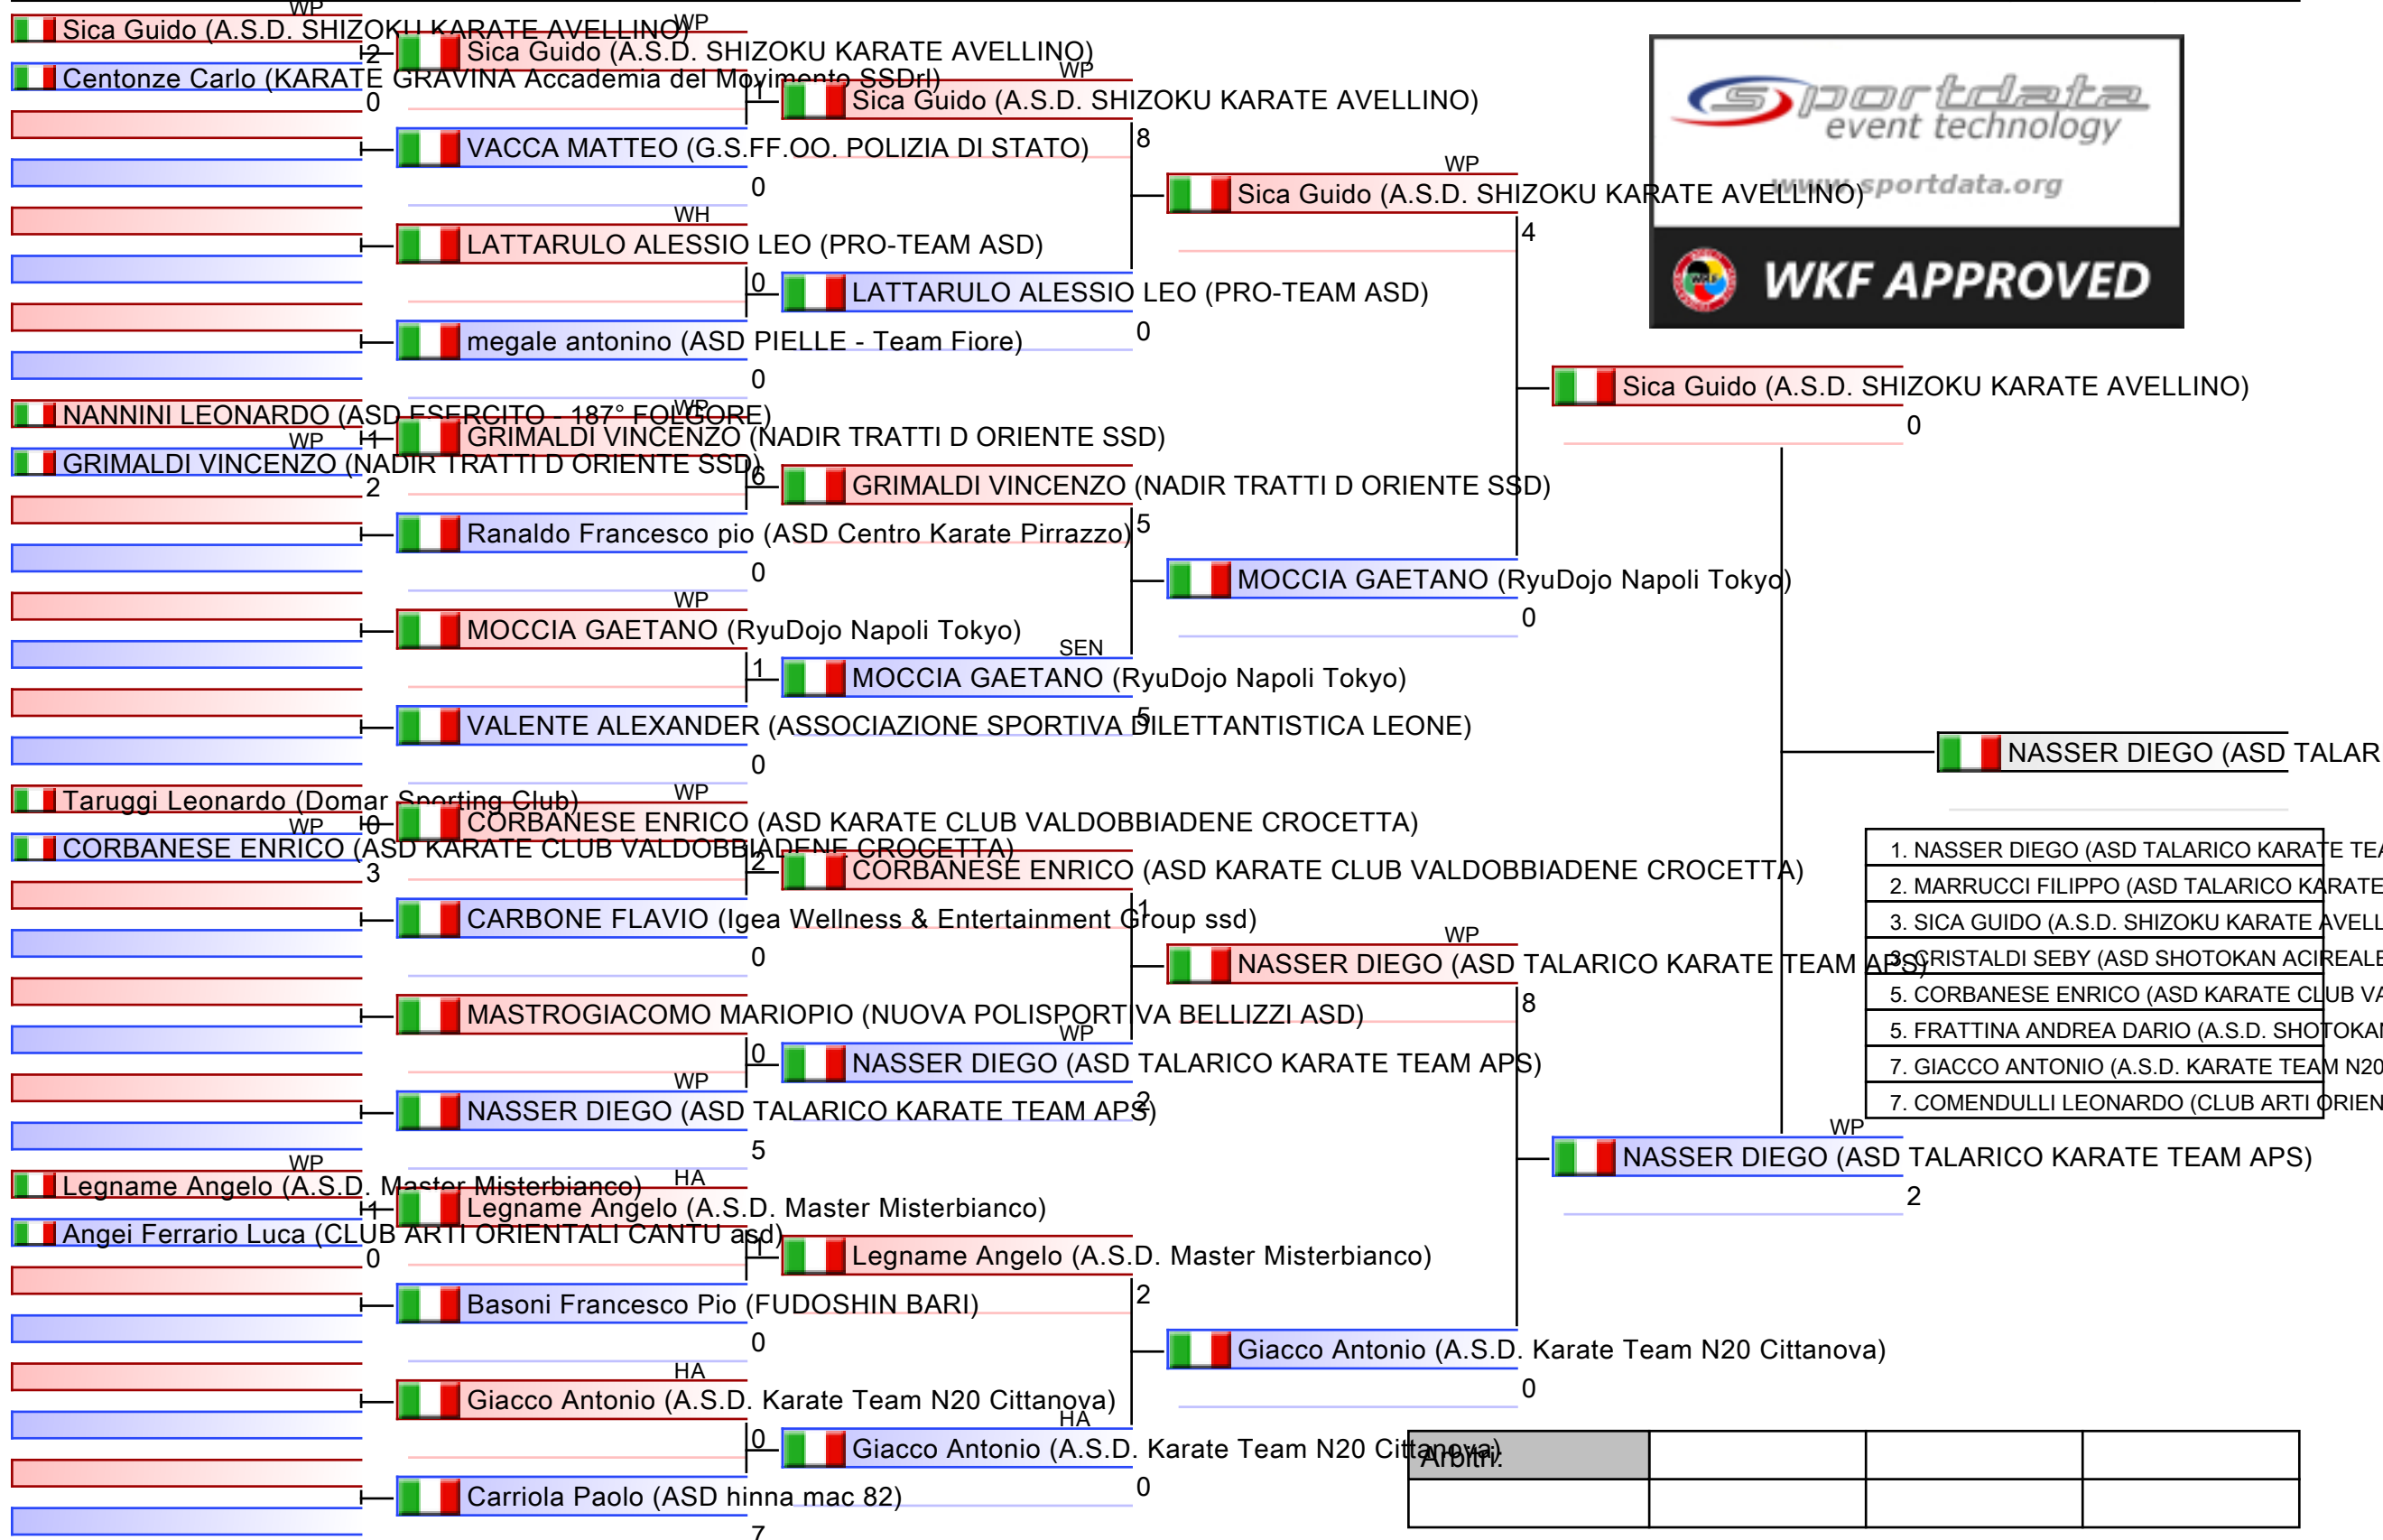 WP
Sica Guido (A.S.D. SHIZOKU KARATE AVELLINO)
2
Centonze Carlo (KARATE GRAVINA Accademia del Movimento SSDrl)
0
NANNINI LEONARDO (ASD ESERCITO - 187° FOLGORE)
1
WP
GRIMALDI VINCENZO (NADIR TRATTI D ORIENTE SSD)
2
Taruggi Leonardo (Domar Sporting Club)
0
WP
CORBANESE ENRICO (ASD KARATE CLUB VALDOBBIADENE CROCETTA)
3
WP
Legname Angelo (A.S.D. Master Misterbianco)
1
Angei Ferrario Luca (CLUB ARTI ORIENTALI CANTU asd)
0
WP
Sica Guido (A.S.D. SHIZOKU KARATE AVELLINO)
1
VACCA MATTEO (G.S.FF.OO. POLIZIA DI STATO)
0
WH
LATTARULO ALESSIO LEO (PRO-TEAM ASD)
0
megale antonino (ASD PIELLE - Team Fiore)
0
WP
GRIMALDI VINCENZO (NADIR TRATTI D ORIENTE SSD)
6
Ranaldo Francesco pio (ASD Centro Karate Pirrazzo)
0
WP
MOCCIA GAETANO (RyuDojo Napoli Tokyo)
1
VALENTE ALEXANDER (ASSOCIAZIONE SPORTIVA DILETTANTISTICA LEONE)
0
WP
CORBANESE ENRICO (ASD KARATE CLUB VALDOBBIADENE CROCETTA)
2
CARBONE FLAVIO (Igea Wellness & Entertainment Group ssd)
0
MASTROGIACOMO MARIOPIO (NUOVA POLISPORTIVA BELLIZZI ASD)
0
WP
NASSER DIEGO (ASD TALARICO KARATE TEAM APS)
5
HA
Legname Angelo (A.S.D. Master Misterbianco)
1
Basoni Francesco Pio (FUDOSHIN BARI)
0
HA
Giacco Antonio (A.S.D. Karate Team N20 Cittanova)
0
Carriola Paolo (ASD hinna mac 82)
7
WP
Sica Guido (A.S.D. SHIZOKU KARATE AVELLINO)
8
LATTARULO ALESSIO LEO (PRO-TEAM ASD)
0
GRIMALDI VINCENZO (NADIR TRATTI D ORIENTE SSD)
5
SEN
MOCCIA GAETANO (RyuDojo Napoli Tokyo)
5
CORBANESE ENRICO (ASD KARATE CLUB VALDOBBIADENE CROCETTA)
1
WP
NASSER DIEGO (ASD TALARICO KARATE TEAM APS)
2
Legname Angelo (A.S.D. Master Misterbianco)
2
HA
Giacco Antonio (A.S.D. Karate Team N20 Cittanova)
0
WP
Sica Guido (A.S.D. SHIZOKU KARATE AVELLINO)
4
MOCCIA GAETANO (RyuDojo Napoli Tokyo)
0
WP
NASSER DIEGO (ASD TALARICO KARATE TEAM APS)
8
Giacco Antonio (A.S.D. Karate Team N20 Cittanova)
0
Sica Guido (A.S.D. SHIZOKU KARATE AVELLINO)
0
WP
NASSER DIEGO (ASD TALARICO KARATE TEAM APS)
2
sportdata
event technology
www.sportdata.org
WKF APPROVED
NASSER DIEGO (ASD TALAR
1. NASSER DIEGO (ASD TALARICO KARATE TEA
2. MARRUCCI FILIPPO (ASD TALARICO KARATE
3. SICA GUIDO (A.S.D. SHIZOKU KARATE AVELL
3. CRISTALDI SEBY (ASD SHOTOKAN ACIREALE
5. CORBANESE ENRICO (ASD KARATE CLUB VA
5. FRATTINA ANDREA DARIO (A.S.D. SHOTOKAN
7. GIACCO ANTONIO (A.S.D. KARATE TEAM N20
7. COMENDULLI LEONARDO (CLUB ARTI ORIEN
Arbitri: